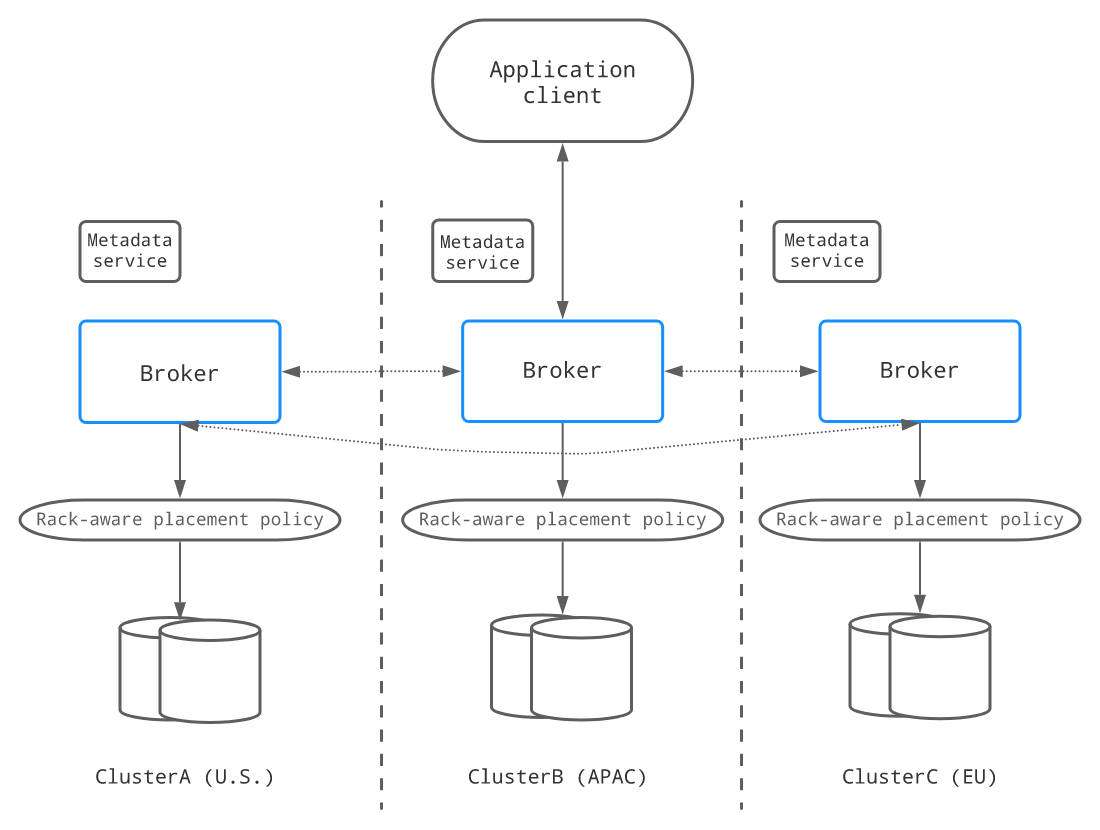 Application
client
Metadata
service
Metadata
service
Metadata
service
Broker
Broker
Broker
Rack-aware placement policy
Rack-aware placement policy
Rack-aware placement policy
ClusterA (U.S.)
ClusterB (APAC)
ClusterC (EU)